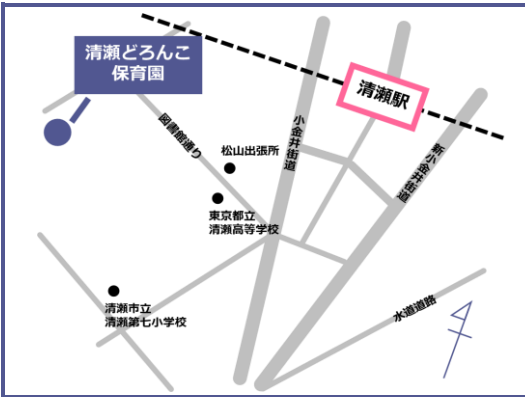 清瀬どろんこ
保育園
清瀬駅
図書館通り
松山出張所
小金井街道
新小金井街道
東京都立
清瀬高等学校
清瀬市立
清瀬第七小学校
水道道路